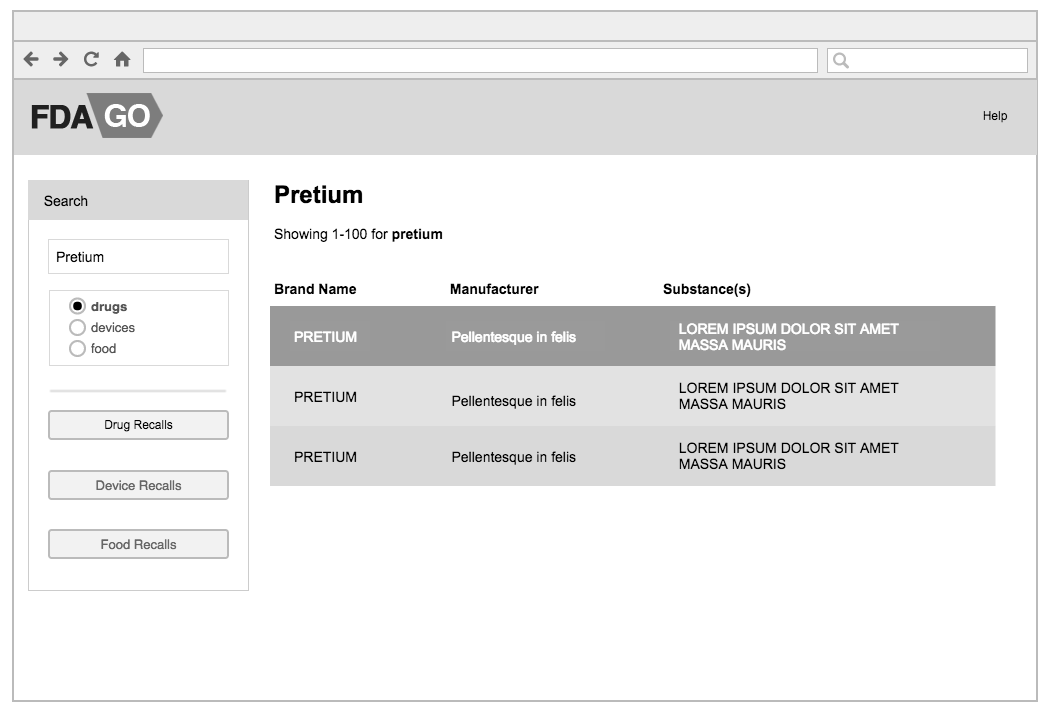 FDA GO
Help
Search
Pretium
drugs
devices
food
Drug Recalls
Device Recalls
Food Recalls
Pretium
Showing 1-100 for pretium
Brand Name Manufacturer Substance(s)
PRETIUM Pellentesque in felis LOREM IPSUM DOLOR SIT AMET
MASSA MAURIS
PRETIUM Pellentesque in felis LOREM IPSUM DOLOR SIT AMET
MASSA MAURIS
PRETIUM Pellentesque in felis LOREM IPSUM DOLOR SIT AMET
MASSA MAURIS